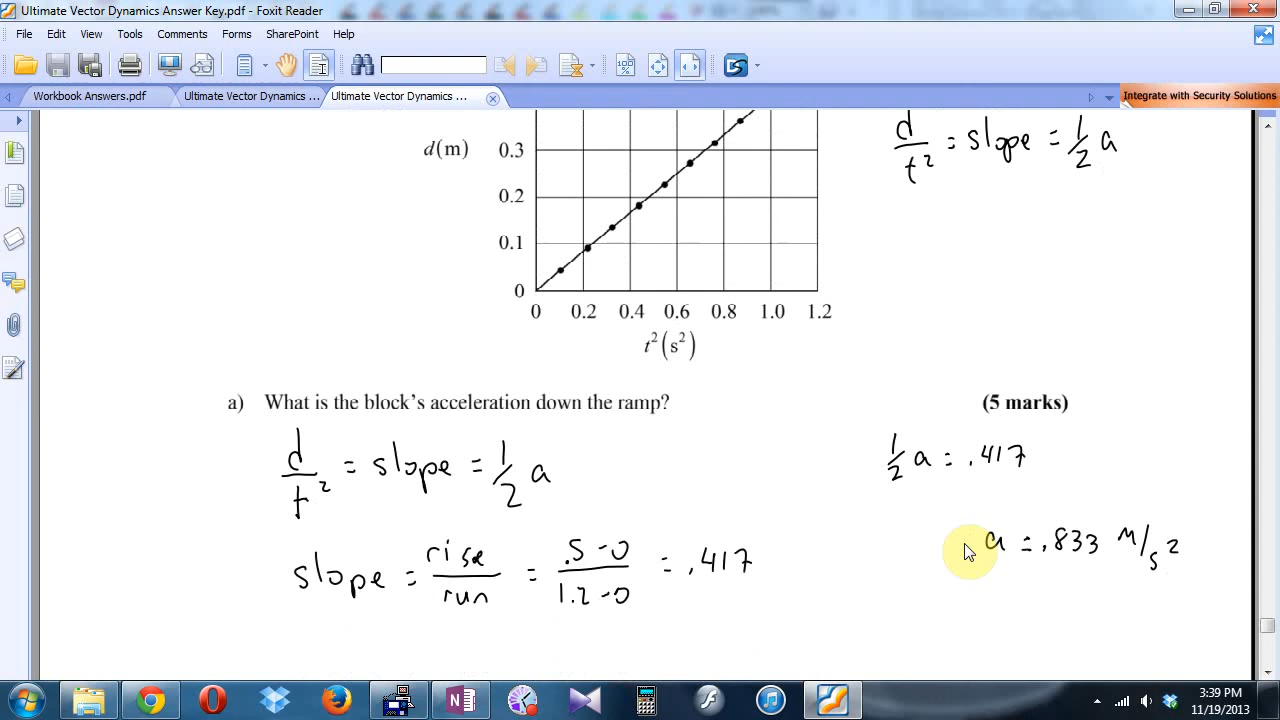 Ultimate Vector Dynamics Answer Key.pdf - Foxit Reader
File Edit View Tools Comments Forms SharePoint Help
Workbook Answers.pdf Ultimate Vector Dynamics ... Ultimate Vector Dynamics ... Integrate with Security Solutions
d/t² = slope = 1/2 a
d(m)
0.3
0.2
0.1
0
0 0.2 0.4 0.6 0.8 1.0 1.2
t²(s²)
a) What is the block's acceleration down the ramp? (5 marks)
d/t² = slope = 1/2 a
1/2 a = .417
slope = rise/run = .5-0/1.2-0 = .417
a = .833 m/s²
3:39 PM
11/19/2013